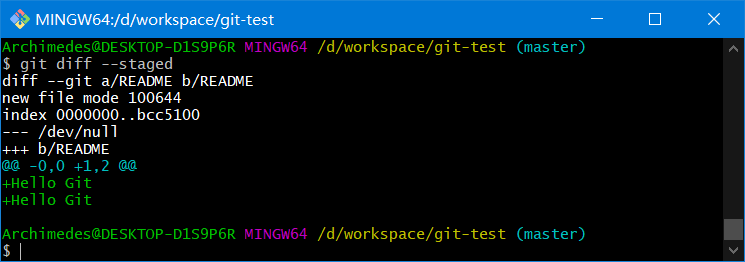 MINGW64:/d/workspace/git-test
Archimedes@DESKTOP-D1S9P6R MINGW64 /d/workspace/git-test (master)
$ git diff --staged
diff --git a/README b/README
new file mode 100644
index 0000000..bcc5100
--- /dev/null
+++ b/README
@@ -0,0 +1,2 @@
+Hello Git
+Hello Git
Archimedes@DESKTOP-D1S9P6R MINGW64 /d/workspace/git-test (master)
$